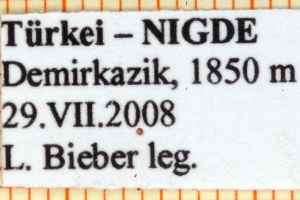 Türkei – NIGDE
Demirkazik, 1850 m
29.VII.2008
L. Bieber leg.